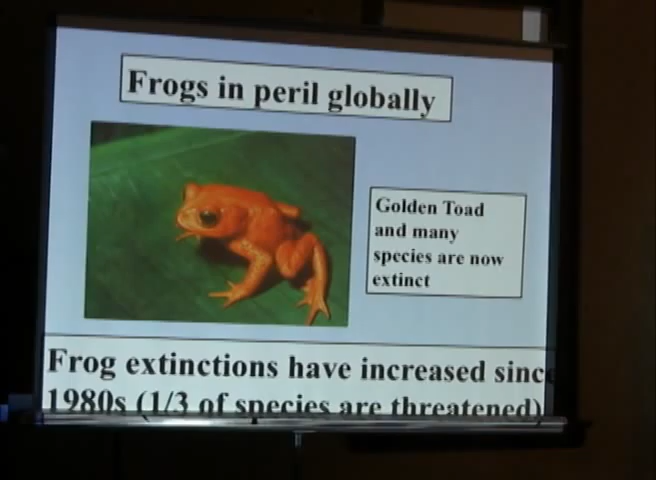 Frogs in peril globally
Golden Toad
and many
species are now
extinct
Frog extinctions have increased since
1980s (1/3 of species are threatened)